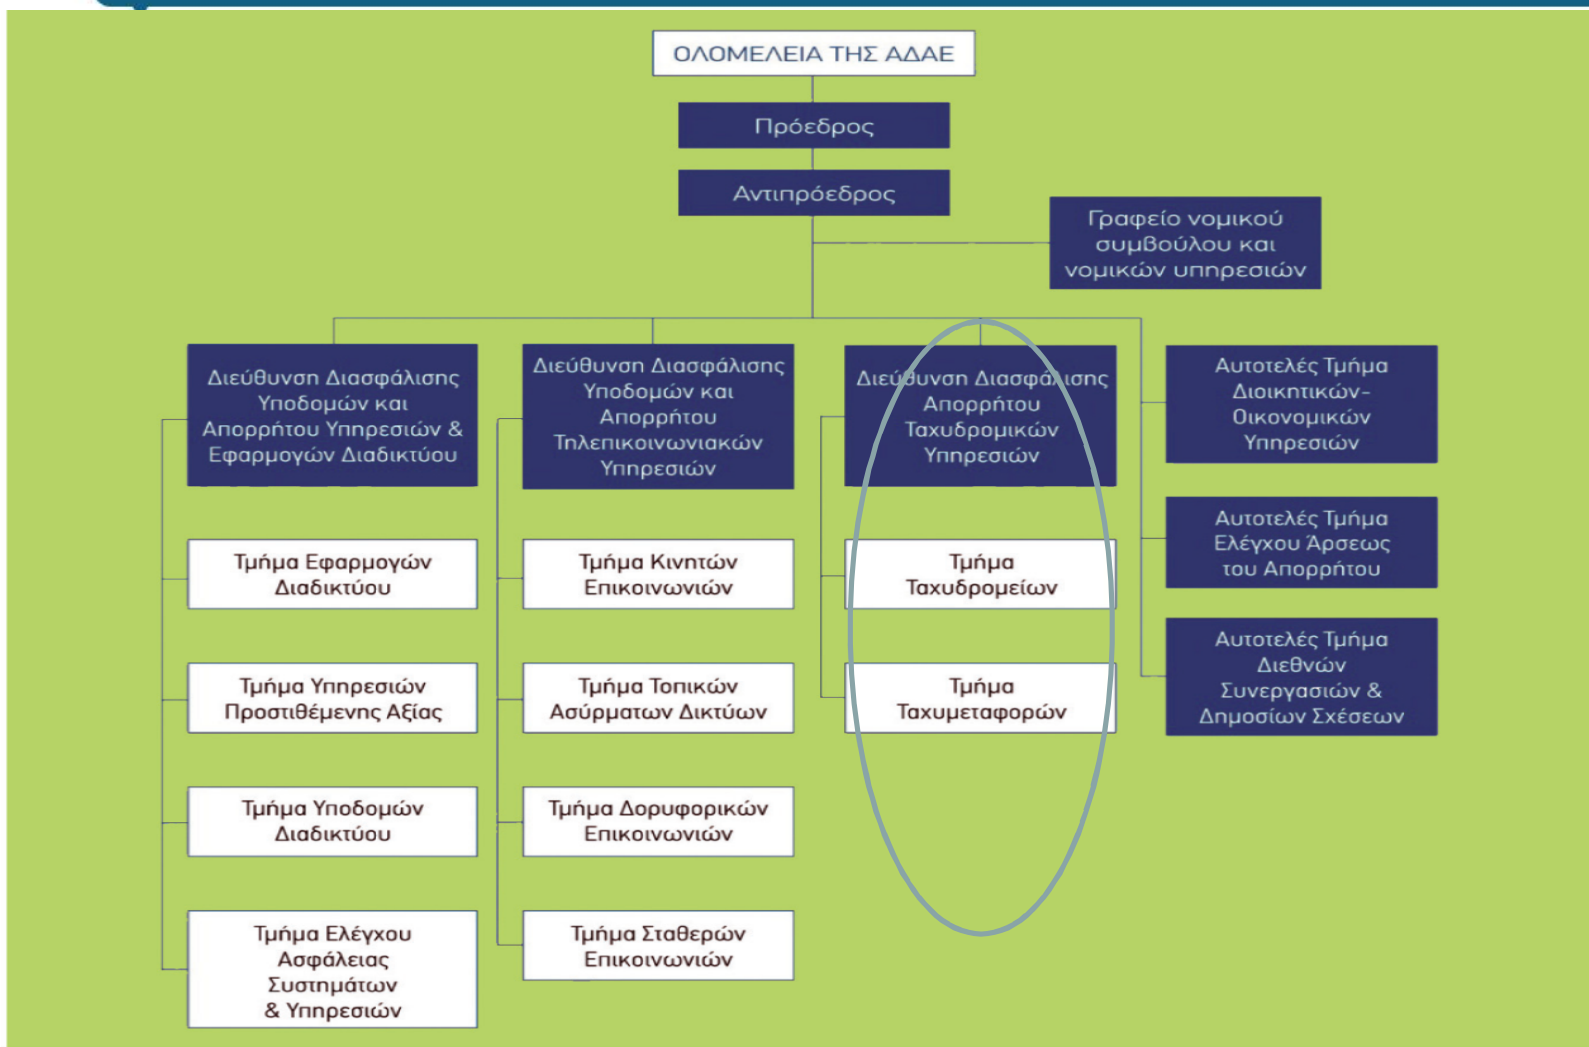 ΟΛΟΜΕΛΕΙΑ ΤΗΣ ΑΔΑΕ
Πρόεδρος
Αντιπρόεδρος
Γραφείο νομικού
συμβούλου και
νομικών υπηρεσιών
Διεύθυνση Διασφάλισης
Υποδομών και
Απορρήτου Υπηρεσιών &
Εφαρμογών Διαδικτύου
Τμήμα Εφαρμογών
Διαδικτύου
Τμήμα Υπηρεσιών
Προστιθέμενης Αξίας
Τμήμα Υποδομών
Διαδικτύου
Τμήμα Ελέγχου
Ασφάλειας
Συστημάτων
& Υπηρεσιών
Διεύθυνση Διασφάλισης
Υποδομών και
Απορρήτου
Τηλεπικοινωνιακών
Υπηρεσιών
Τμήμα Κινητών
Επικοινωνιών
Τμήμα Τοπικών
Ασύρματων Δικτύων
Τμήμα Δορυφορικών
Επικοινωνιών
Τμήμα Σταθερών
Επικοινωνιών
Διεύθυνση Διασφάλισης
Απορρήτου
Ταχυδρομικών
Υπηρεσιών
Τμήμα
Ταχυδρομείων
Τμήμα
Ταχυμεταφορών
Αυτοτελές Τμήμα
Διοικητικών-
Οικονομικών
Υπηρεσιών
Αυτοτελές Τμήμα
Ελέγχου Άρσεως
του Απορρήτου
Αυτοτελές Τμήμα
Διεθνών
Συνεργασιών &
Δημοσίων Σχέσεων